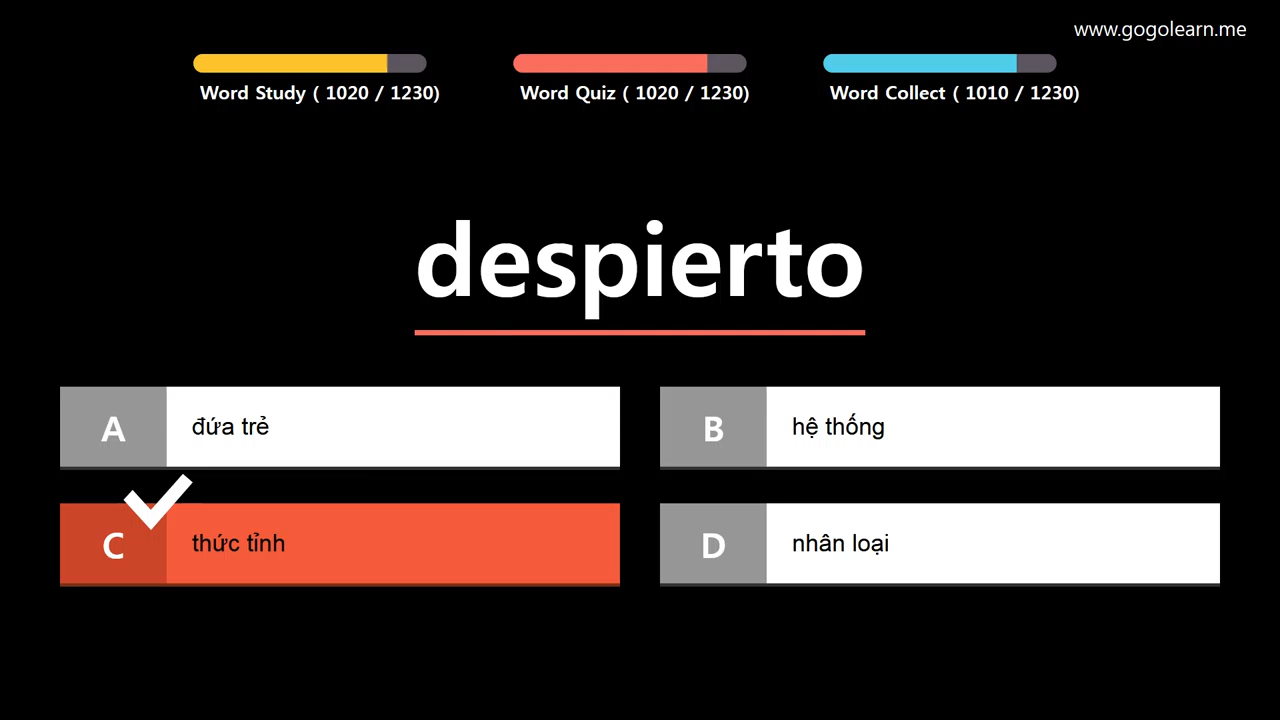 www.gogolearn.me
Word Study ( 1020 / 1230)
Word Quiz ( 1020 / 1230)
Word Collect ( 1010 / 1230)
despierto
A đứa trẻ
B hệ thống
C thức tỉnh
D nhân loại